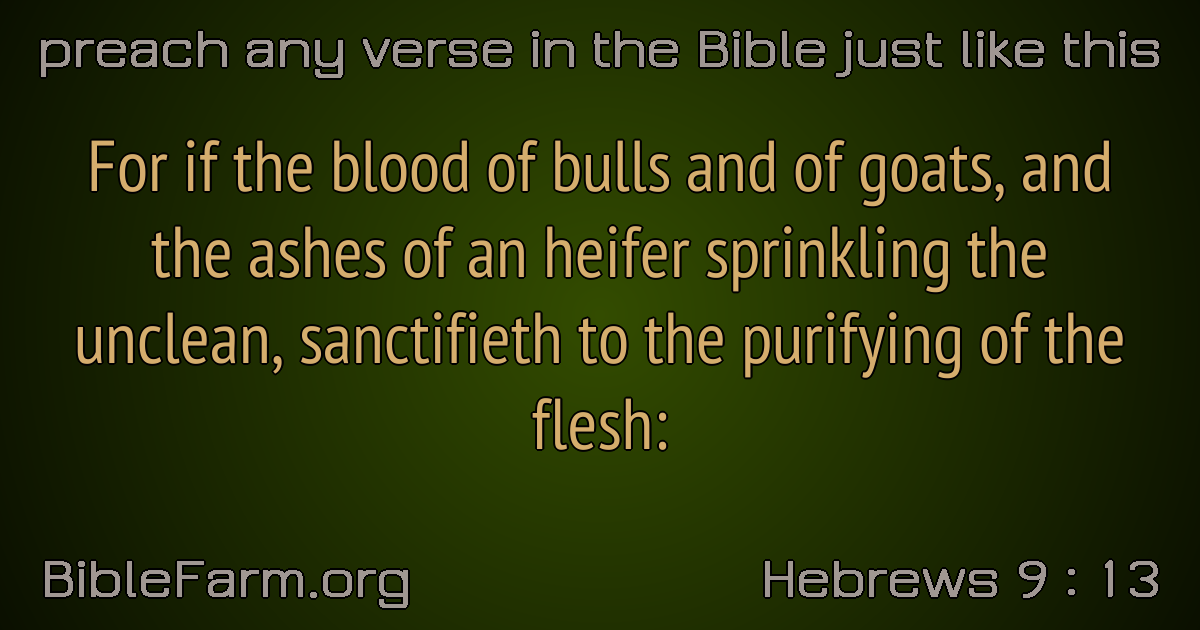 preach any verse in the Bible just like this
For if the blood of bulls and of goats, and
the ashes of an heifer sprinkling the
unclean, sanctifieth to the purifying of the
flesh:
BibleFarm.org
Hebrews 9 : 13